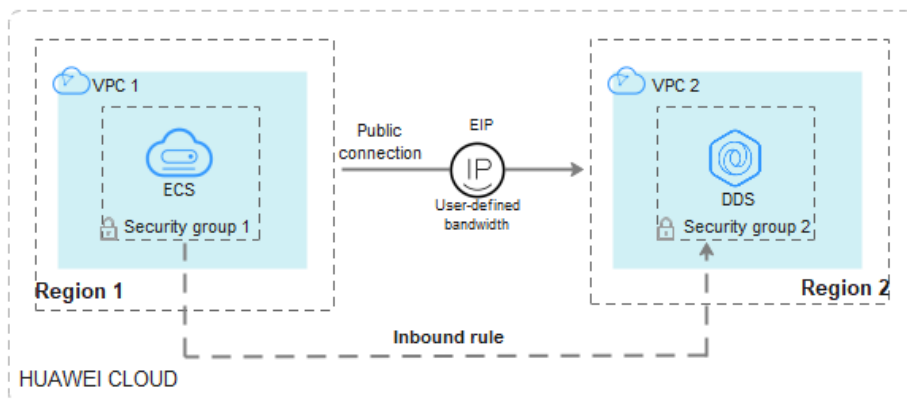 VPC 1
ECS
Security group 1
Region 1
Public
connection
EIP
IP
User-defined
bandwidth
VPC 2
DDS
Security group 2
Region 2
Inbound rule
HUAWEI CLOUD